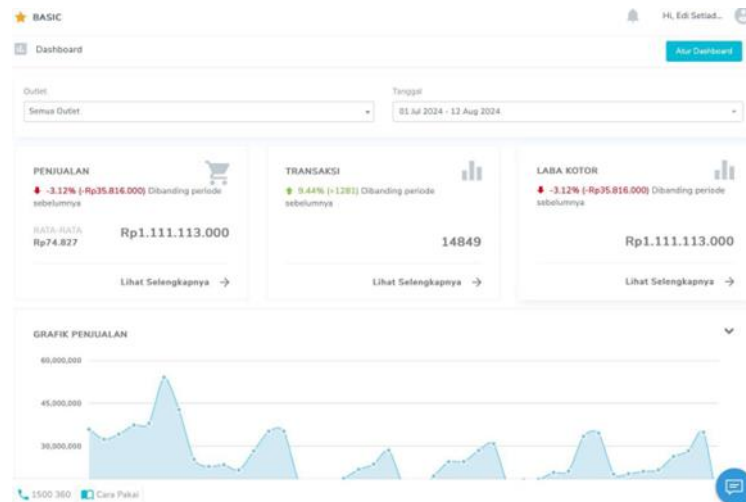 BASIC
Hi, Edi Setiad...
Dashboard
Atur Dashboard
Outlet
Tanggal
Semua Outlet
01 Jul 2024 - 12 Aug 2024
PENJUALAN
-3.12% (-Rp35.816.000) Dibanding periode
sebelumnya
RATA-RATA
Rp74.827
Rp1.111.113.000
Lihat Selengkapnya
TRANSAKSI
9.44% (+1281) Dibanding periode
sebelumnya
14849
Lihat Selengkapnya
LABA KOTOR
-3.12% (-Rp35.816.000) Dibanding periode
sebelumnya
Rp1.111.113.000
Lihat Selengkapnya
GRAFIK PENJUALAN
60,000,000
45,000,000
30,000,000
1500 360
Cara Pakai